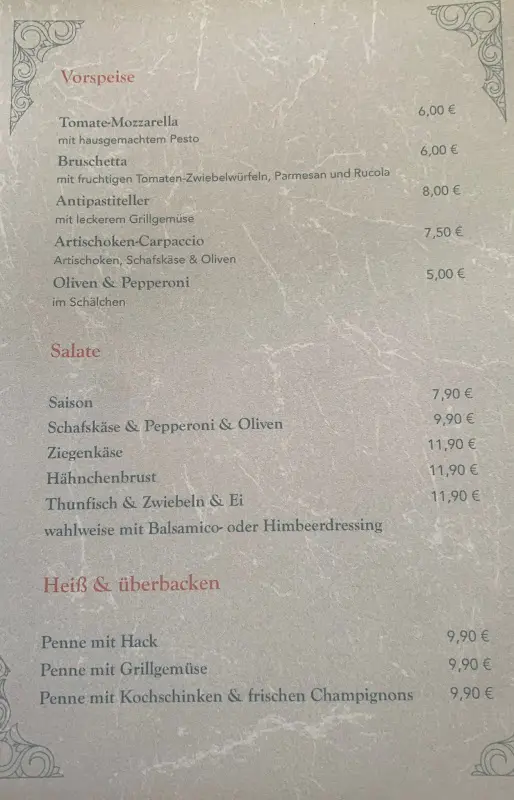 Vorspeise
Tomate-Mozzarella 6,00 €
mit hausgemachtem Pesto
Bruschetta 6,00 €
mit fruchtigen Tomaten-Zwiebelwürfeln, Parmesan und Rucola
Antipastiteller 8,00 €
mit leckerem Grillgemüse
Artischoken-Carpaccio 7,50 €
Artischoken, Schafskäse & Oliven
Oliven & Pepperoni 5,00 €
im Schälchen
Salate
Saison 7,90 €
Schafskäse & Pepperoni & Oliven 9,90 €
Ziegenkäse 11,90 €
Hähnchenbrust 11,90 €
Thunfisch & Zwiebeln & Ei 11,90 €
wahlweise mit Balsamico- oder Himbeerdressing
Heiß & überbacken
Penne mit Hack 9,90 €
Penne mit Grillgemüse 9,90 €
Penne mit Kochschinken & frischen Champignons 9,90 €